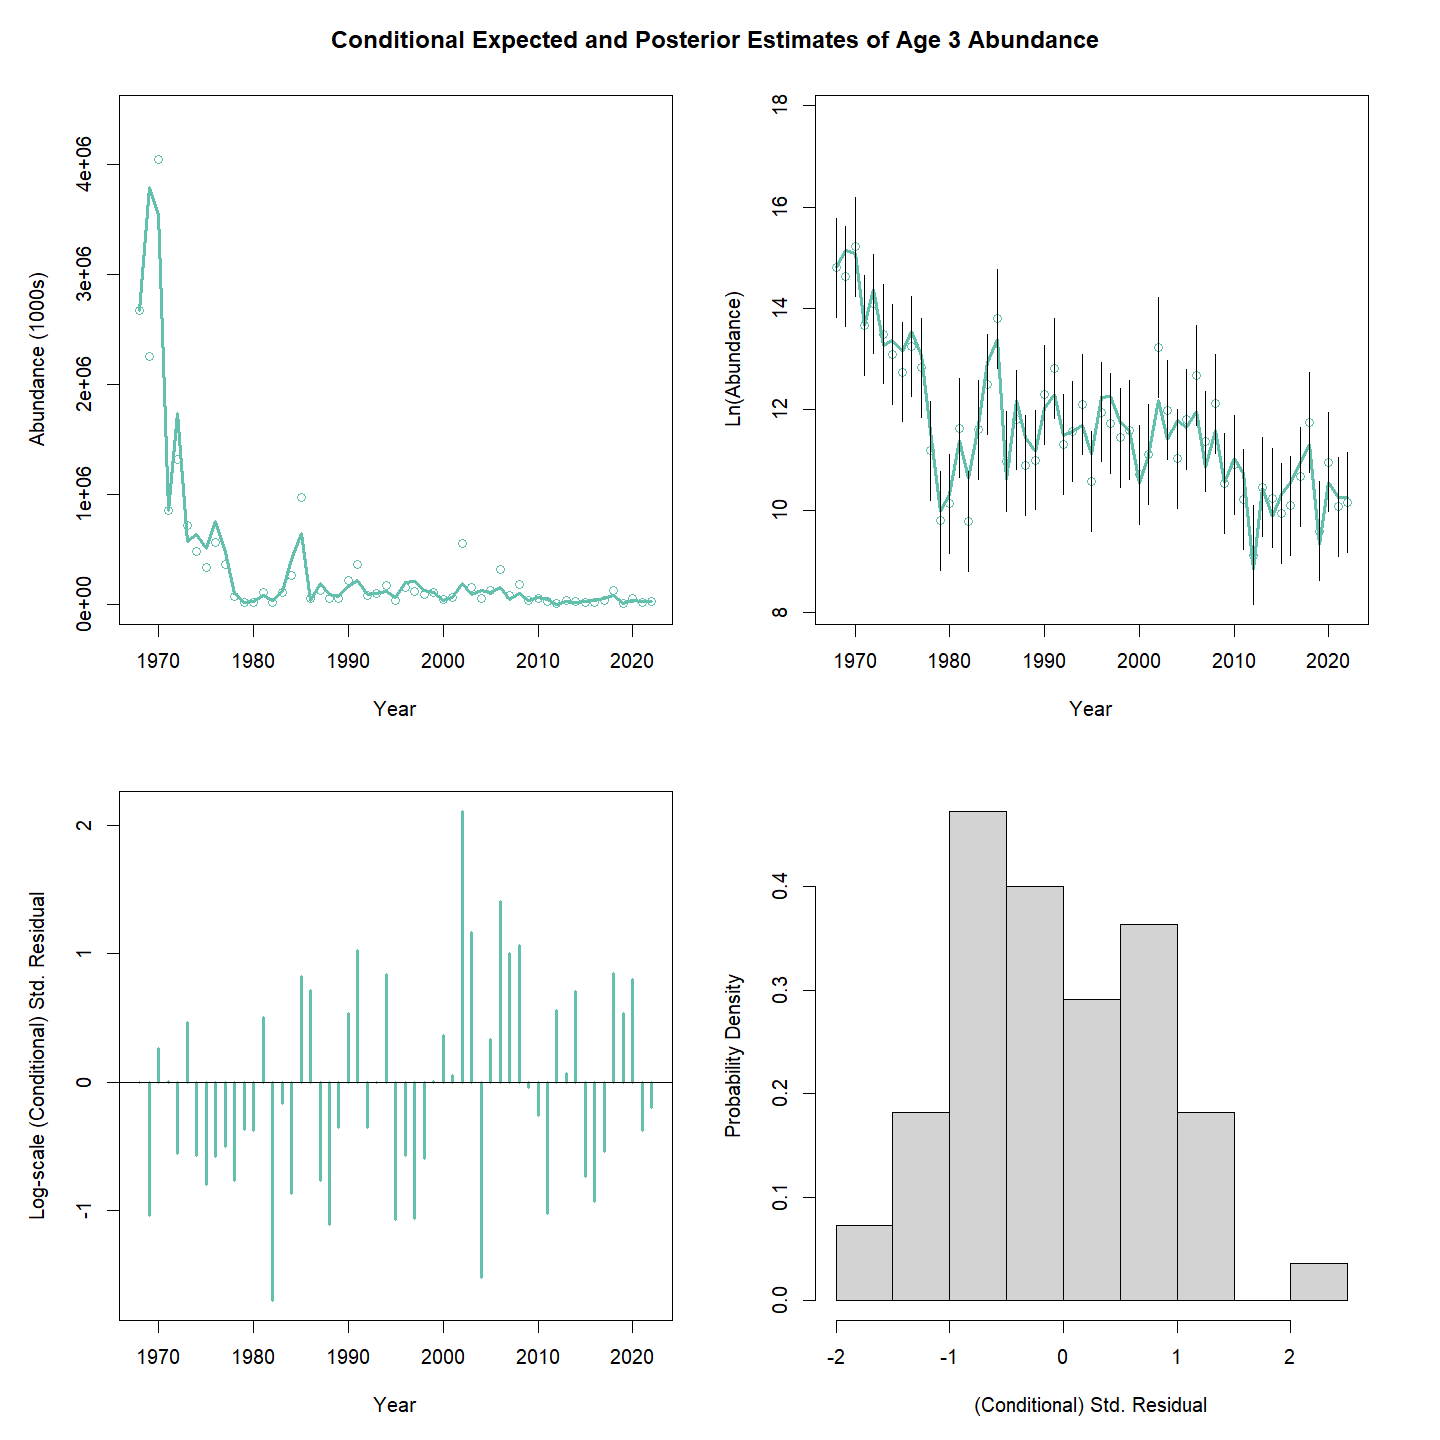 Conditional Expected and Posterior Estimates of Age 3 Abundance
Abundance (1000s)
4e+06
3e+06
2e+06
1e+06
0e+00
1970 1980 1990 2000 2010 2020
Year
Ln(Abundance)
18
16
14
12
10
8
1970 1980 1990 2000 2010 2020
Year
Log-scale (Conditional) Std. Residual
2
1
0
-1
1970 1980 1990 2000 2010 2020
Year
Probability Density
0.4
0.3
0.2
0.1
0.0
-2 -1 0 1 2
(Conditional) Std. Residual